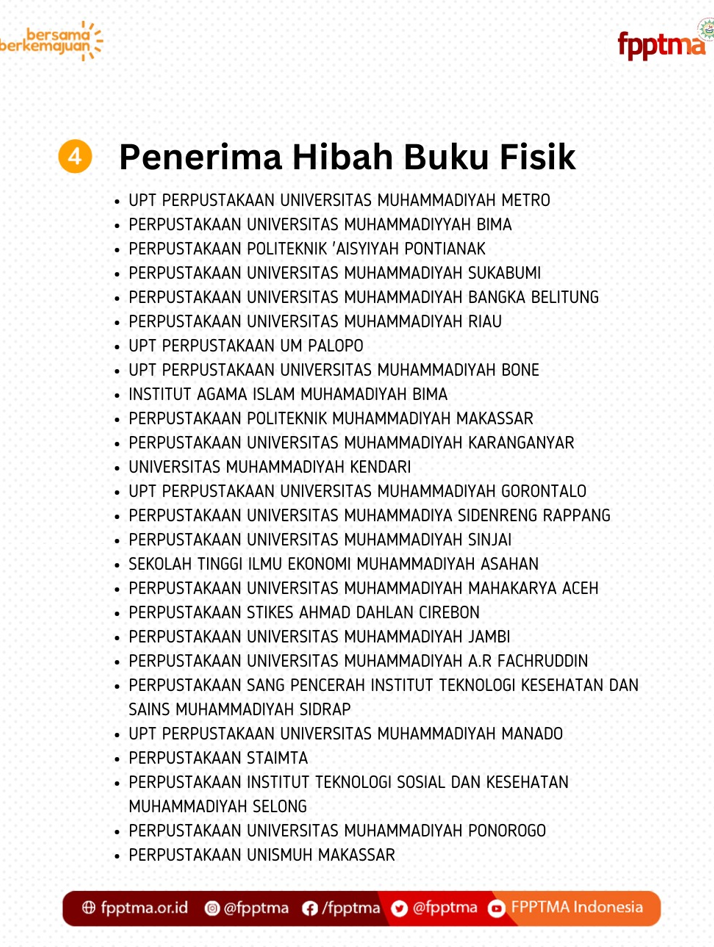 bersama
berkemajuan
fpptma
4 Penerima Hibah Buku Fisik
• UPT PERPUSTAKAAN UNIVERSITAS MUHAMMADIYAH METRO
• PERPUSTAKAAN UNIVERSITAS MUHAMMADIYYAH BIMA
• PERPUSTAKAAN POLITEKNIK 'AISYIYAH PONTIANAK
• PERPUSTAKAAN UNIVERSITAS MUHAMMADIYAH SUKABUMI
• PERPUSTAKAAN UNIVERSITAS MUHAMMADIYAH BANGKA BELITUNG
• PERPUSTAKAAN UNIVERSITAS MUHAMMADIYAH RIAU
• UPT PERPUSTAKAAN UM PALOPO
• UPT PERPUSTAKAAN UNIVERSITAS MUHAMMADIYAH BONE
• INSTITUT AGAMA ISLAM MUHAMADIYAH BIMA
• PERPUSTAKAAN POLITEKNIK MUHAMMADIYAH MAKASSAR
• PERPUSTAKAAN UNIVERSITAS MUHAMMADIYAH KARANGANYAR
• UNIVERSITAS MUHAMMADIYAH KENDARI
• UPT PERPUSTAKAAN UNIVERSITAS MUHAMMADIYAH GORONTALO
• PERPUSTAKAAN UNIVERSITAS MUHAMMADIYA SIDENRENG RAPPANG
• PERPUSTAKAAN UNIVERSITAS MUHAMMADIYAH SINJAI
• SEKOLAH TINGGI ILMU EKONOMI MUHAMMADIYAH ASAHAN
• PERPUSTAKAAN UNIVERSITAS MUHAMMADIYAH MAHAKARYA ACEH
• PERPUSTAKAAN STIKES AHMAD DAHLAN CIREBON
• PERPUSTAKAAN UNIVERSITAS MUHAMMADIYAH JAMBI
• PERPUSTAKAAN UNIVERSITAS MUHAMMADIYAH A.R FACHRUDDIN
• PERPUSTAKAAN SANG PENCERAH INSTITUT TEKNOLOGI KESEHATAN DAN
SAINS MUHAMMADIYAH SIDRAP
• UPT PERPUSTAKAAN UNIVERSITAS MUHAMMADIYAH MANADO
• PERPUSTAKAAN STAIMTA
• PERPUSTAKAAN INSTITUT TEKNOLOGI SOSIAL DAN KESEHATAN
MUHAMMADIYAH SELONG
• PERPUSTAKAAN UNIVERSITAS MUHAMMADIYAH PONOROGO
• PERPUSTAKAAN UNISMUH MAKASSAR
fpptma.or.id @fpptma /fpptma @fpptma FPPTMA Indonesia